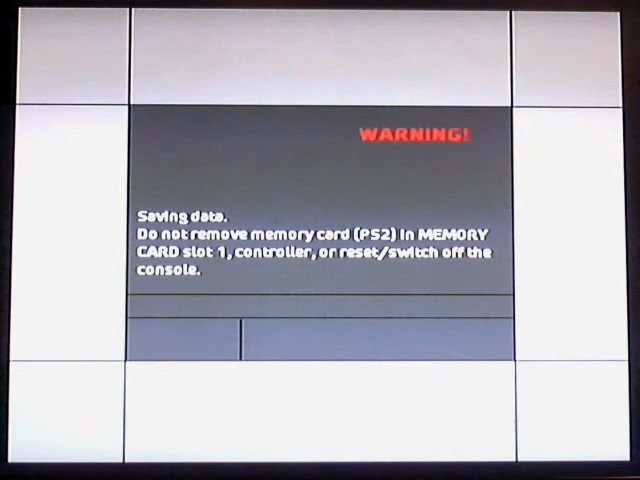 WARNING!
Saving data.
Do not remove memory card (PS2) in MEMORY
CARD slot 1, controller, or reset/switch off the
console.